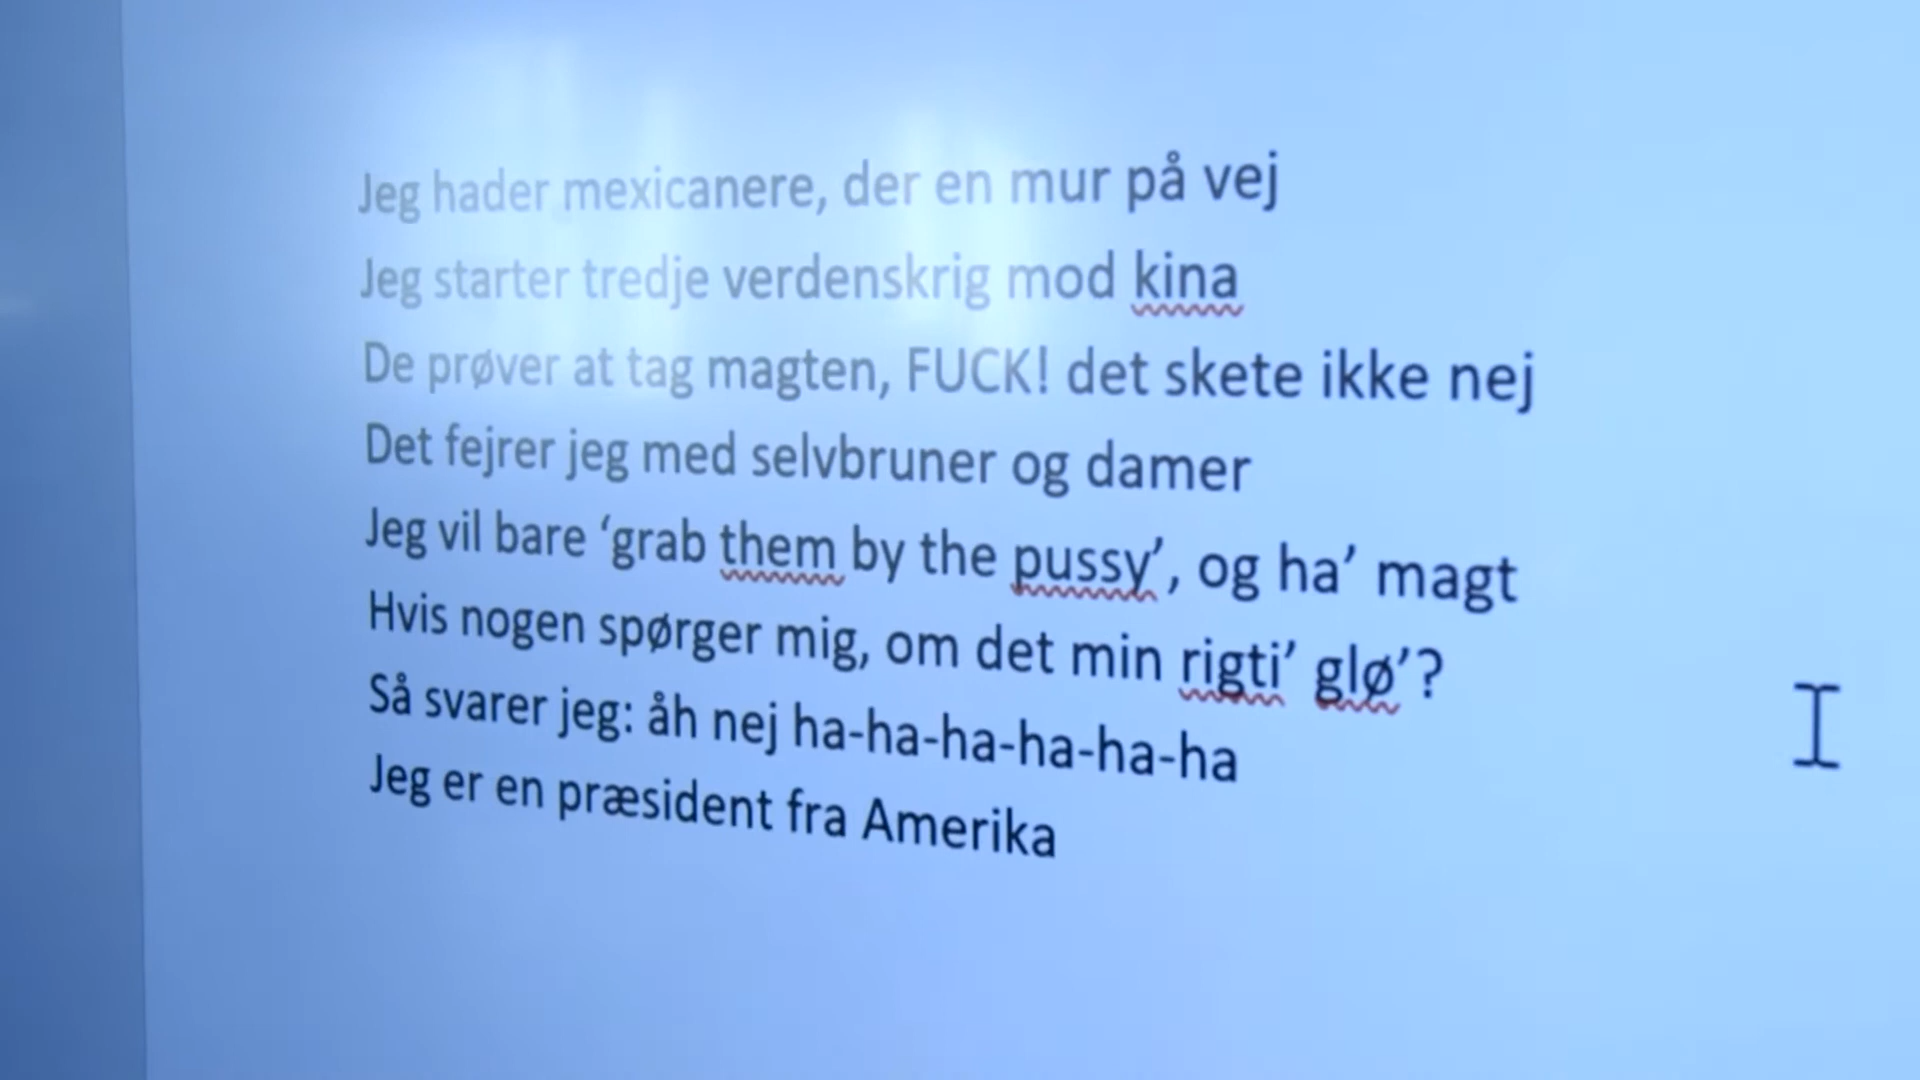 Jeg hader mexicanere, der en mur på vej
Jeg starter tredje verdenskrig mod kina
De prøver at tag magten, FUCK! det skete ikke nej
Det fejrer jeg med selvbruner og damer
Jeg vil bare ‘grab them by the pussy’, og ha’ magt
Hvis nogen spørger mig, om det min rigti’ glø’?
Så svarer jeg: åh nej ha-ha-ha-ha-ha-ha
Jeg er en præsident fra Amerika